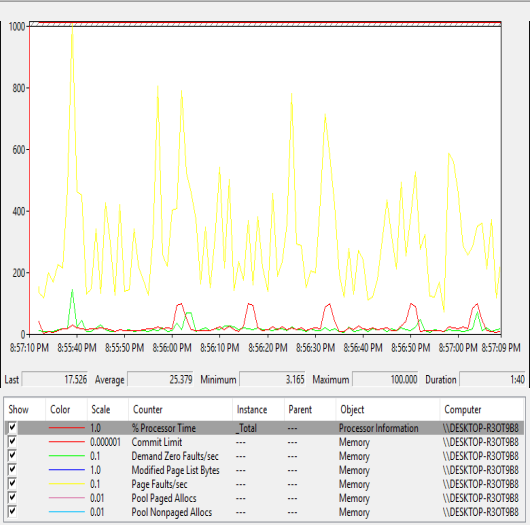 1000
800
600
400
200
0
8:57:10 PM 8:55:40 PM 8:55:50 PM 8:56:00 PM 8:56:10 PM 8:56:20 PM 8:56:30 PM 8:56:40 PM 8:56:50 PM 8:57:00 PM 8:57:09 PM
Last 17.526 Average 25.379 Minimum 3.165 Maximum 100.000 Duration 1:40
Show Color Scale Counter Instance Parent Object Computer
1.0 % Processor Time _Total --- Processor Information \\DESKTOP-R3OT9B8
0.000001 Commit Limit --- --- Memory \\DESKTOP-R3OT9B8
0.1 Demand Zero Faults/sec --- --- Memory \\DESKTOP-R3OT9B8
1.0 Modified Page List Bytes --- --- Memory \\DESKTOP-R3OT9B8
0.1 Page Faults/sec --- --- Memory \\DESKTOP-R3OT9B8
0.01 Pool Paged Allocs --- --- Memory \\DESKTOP-R3OT9B8
0.01 Pool Nonpaged Allocs --- --- Memory \\DESKTOP-R3OT9B8